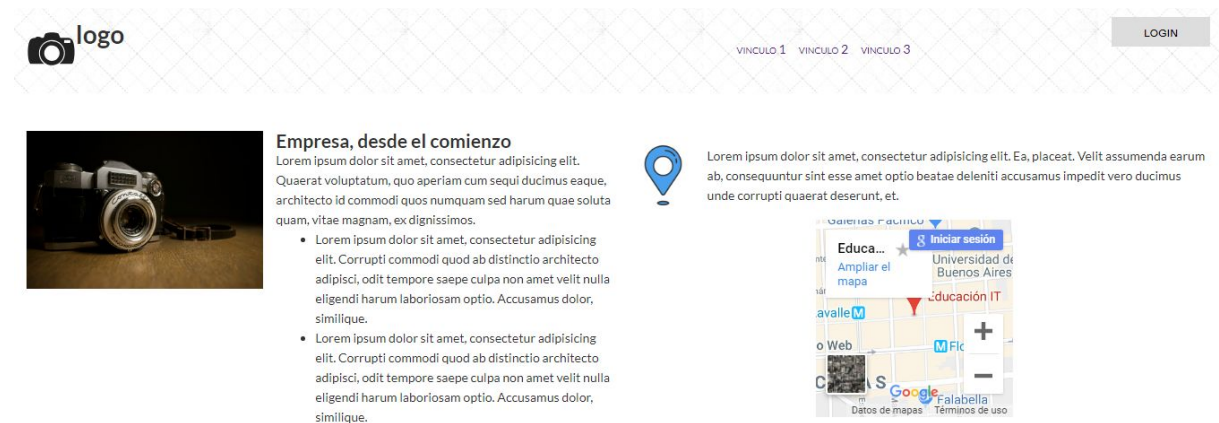 logo
VINCULO 1 VINCULO 2 VINCULO 3
LOGIN
Empresa, desde el comienzo
Lorem ipsum dolor sit amet, consectetur adipisicing elit.
Quaerat voluptatum, quo aperiam cum sequi ducimus eaque,
architecto id commodi quos numquam sed harum quae soluta
quam, vitae magnam, ex dignissimos.
• Lorem ipsum dolor sit amet, consectetur adipisicing
elit. Corrupti commodi quod ab distinctio architecto
adipisci, odit tempore saepe culpa non amet velit nulla
eligendi harum laboriosam optio. Accusamus dolor,
similique.
• Lorem ipsum dolor sit amet, consectetur adipisicing
elit. Corrupti commodi quod ab distinctio architecto
adipisci, odit tempore saepe culpa non amet velit nulla
eligendi harum laboriosam optio. Accusamus dolor,
similique.
Lorem ipsum dolor sit amet, consectetur adipisicing elit. Ea, placeat. Velit assumenda earum
ab, consequuntur sint esse amet optio beatae deleniti accusamus impedit vero ducimus
unde corrupti quaerat deserunt, et.
Galerías Pacífico
Iniciar sesión
Educa...
Ampliar el
mapa
Universidad de
Buenos Aires
Educación IT
avalle M
o Web
M Flo
Google
Falabella
Datos de mapas Términos de uso